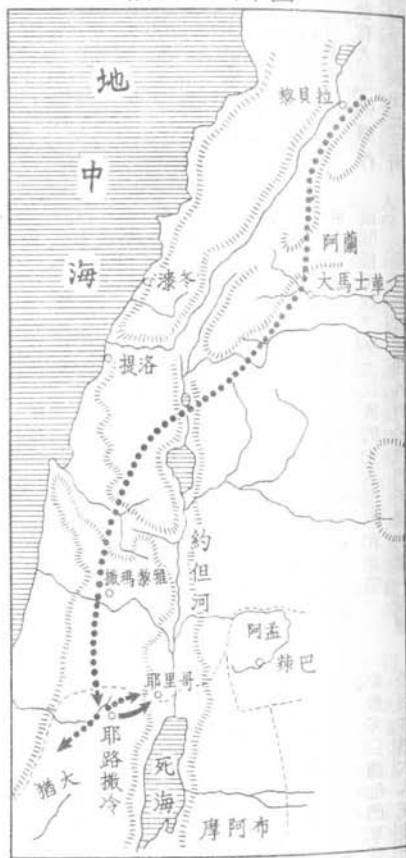 地中海
黎貝拉
阿蘭
大馬士革
漆冬
提洛
約但河
撒瑪黎雅
阿孟
辣巴
耶里哥
耶路撒冷
猶大
死海
摩阿布